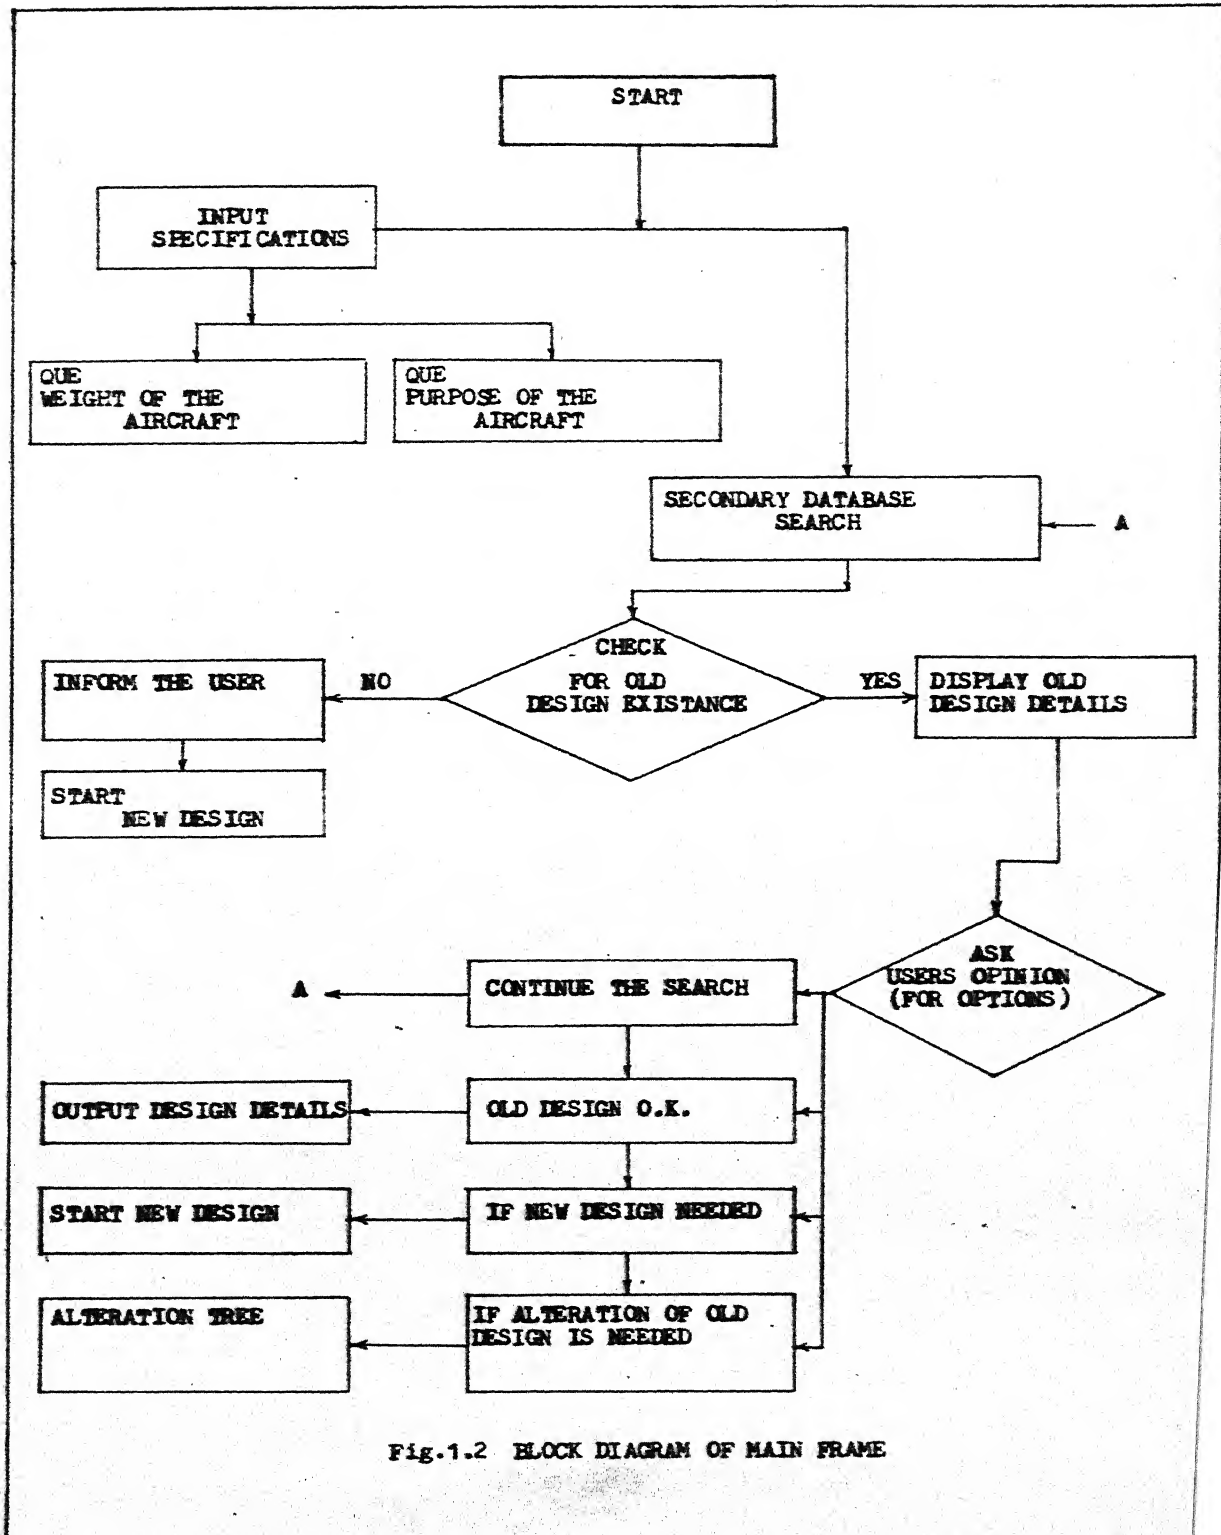 START
INPUT
SPECIFICATIONS
QUE
WEIGHT OF THE
AIRCRAFT
QUE
PURPOSE OF THE
AIRCRAFT
SECONDARY DATABASE
SEARCH
A
CHECK
FOR OLD
DESIGN EXISTANCE
NO
YES
INFORM THE USER
DISPLAY OLD
DESIGN DETAILS
START
NEW DESIGN
ASK
USERS OPINION
(FOR OPTIONS)
CONTINUE THE SEARCH
A
OLD DESIGN O.K.
OUTPUT DESIGN DETAILS
IF NEW DESIGN NEEDED
START NEW DESIGN
IF ALTERATION OF OLD
DESIGN IS NEEDED
ALTERATION TREE
Fig.1.2 BLOCK DIAGRAM OF MAIN FRAME